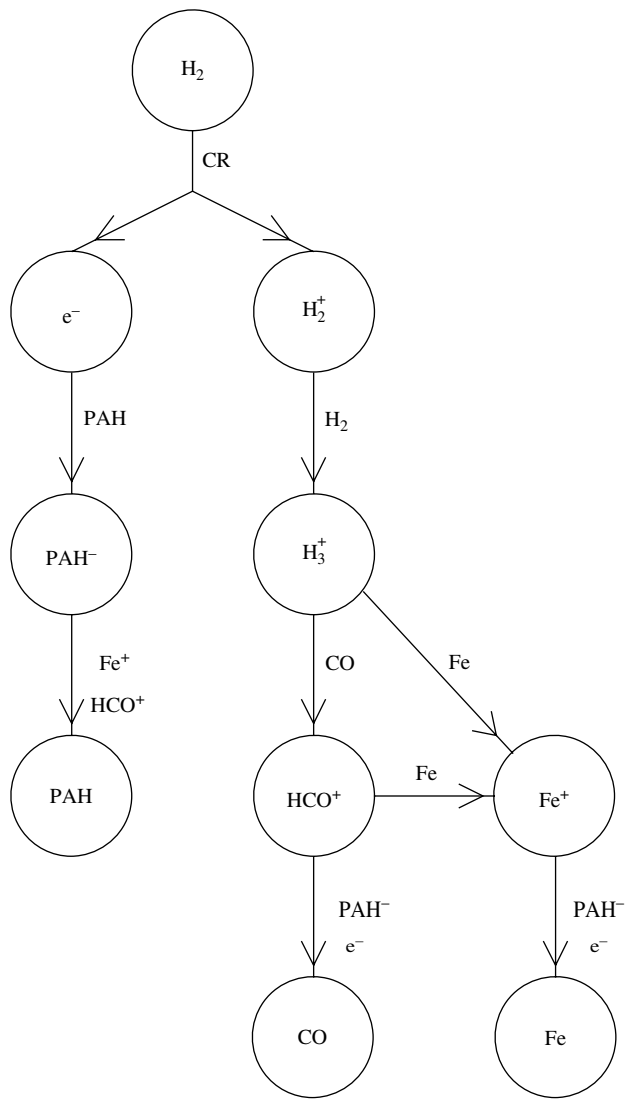 H₂
CR
e⁻
H₂⁺
PAH
H₂
PAH⁻
H₃⁺
Fe⁺
HCO⁺
CO
Fe
PAH
HCO⁺
Fe
Fe⁺
PAH⁻
e⁻
PAH⁻
e⁻
CO
Fe